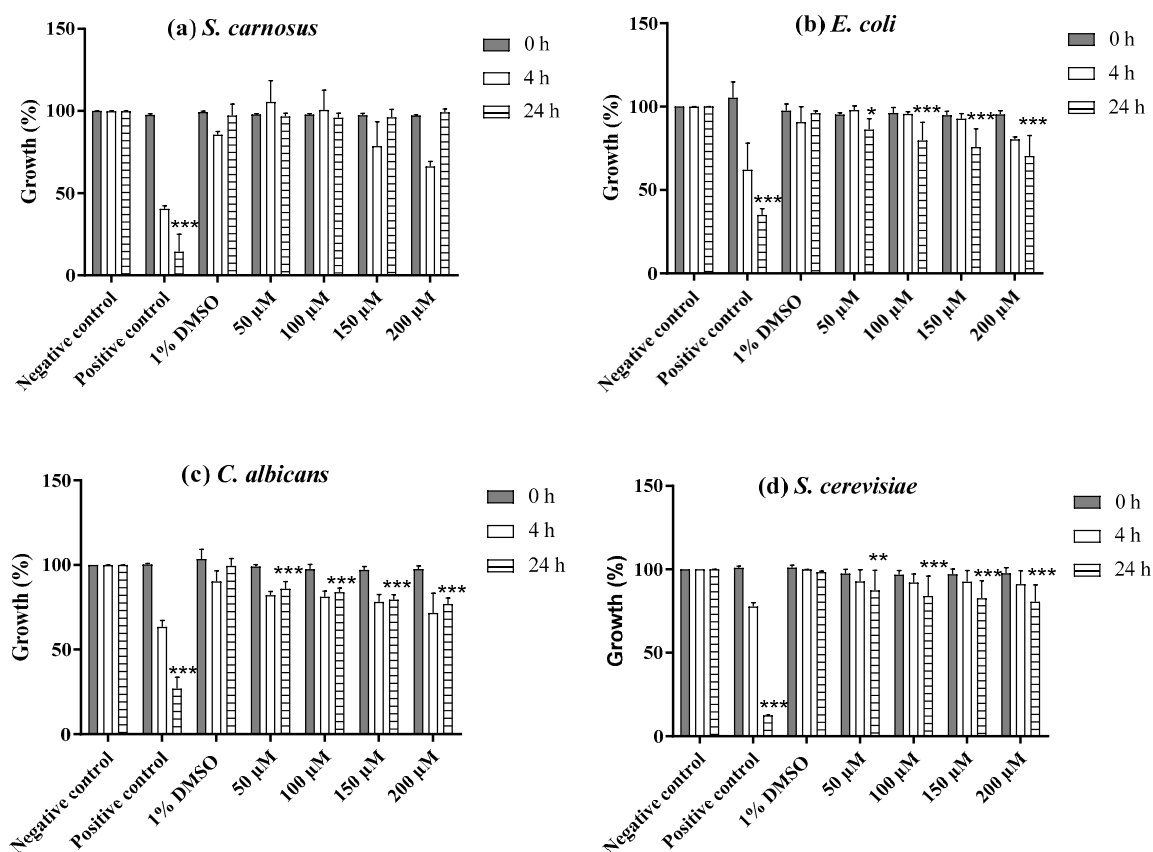 (a) S. carnosus
150
100
50
0
Growth (%)
0 h
4 h
24 h
***
Negative control
Positive control
1% DMSO
50 µM
100 µM
150 µM
200 µM
(b) E. coli
150
100
50
0
Growth (%)
0 h
4 h
24 h
***
*
***
***
***
Negative control
Positive control
1% DMSO
50 µM
100 µM
150 µM
200 µM
(c) C. albicans
150
100
50
0
Growth (%)
0 h
4 h
24 h
***
***
***
***
***
Negative control
Positive control
1% DMSO
50 µM
100 µM
150 µM
200 µM
(d) S. cerevisiae
150
100
50
0
Growth (%)
0 h
4 h
24 h
***
**
***
***
***
Negative control
Positive control
1% DMSO
50 µM
100 µM
150 µM
200 µM